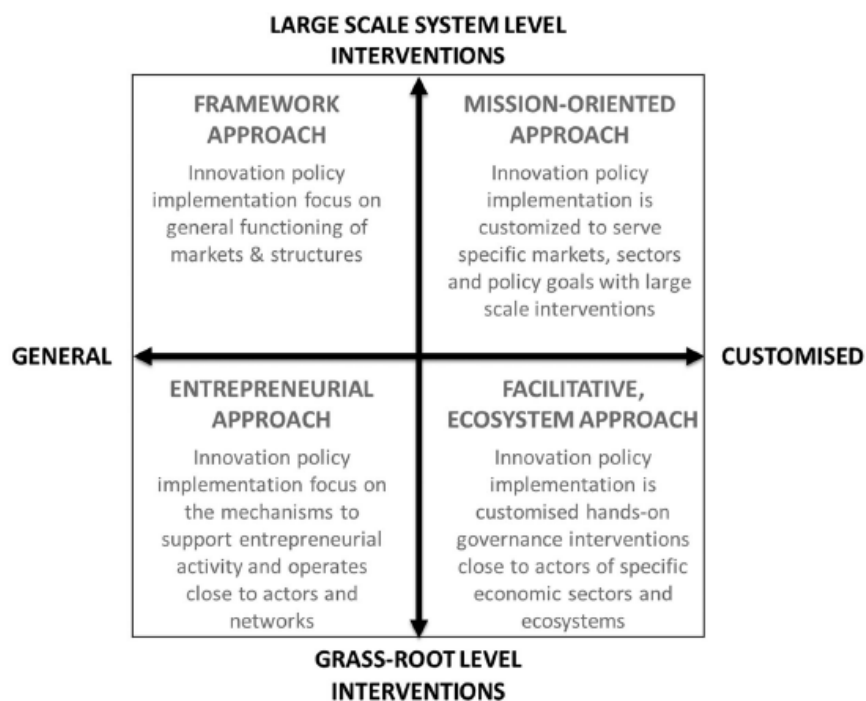 LARGE SCALE SYSTEM LEVEL
INTERVENTIONS
FRAMEWORK
APPROACH
Innovation policy
implementation focus on
general functioning of
markets & structures
MISSION-ORIENTED
APPROACH
Innovation policy
implementation is
customized to serve
specific markets, sectors
and policy goals with large
scale interventions
GENERAL
CUSTOMISED
ENTREPRENEURIAL
APPROACH
Innovation policy
implementation focus on
the mechanisms to
support entrepreneurial
activity and operates
close to actors and
networks
FACILITATIVE,
ECOSYSTEM APPROACH
Innovation policy
implementation is
customised hands-on
governance interventions
close to actors of specific
economic sectors and
ecosystems
GRASS-ROOT LEVEL
INTERVENTIONS